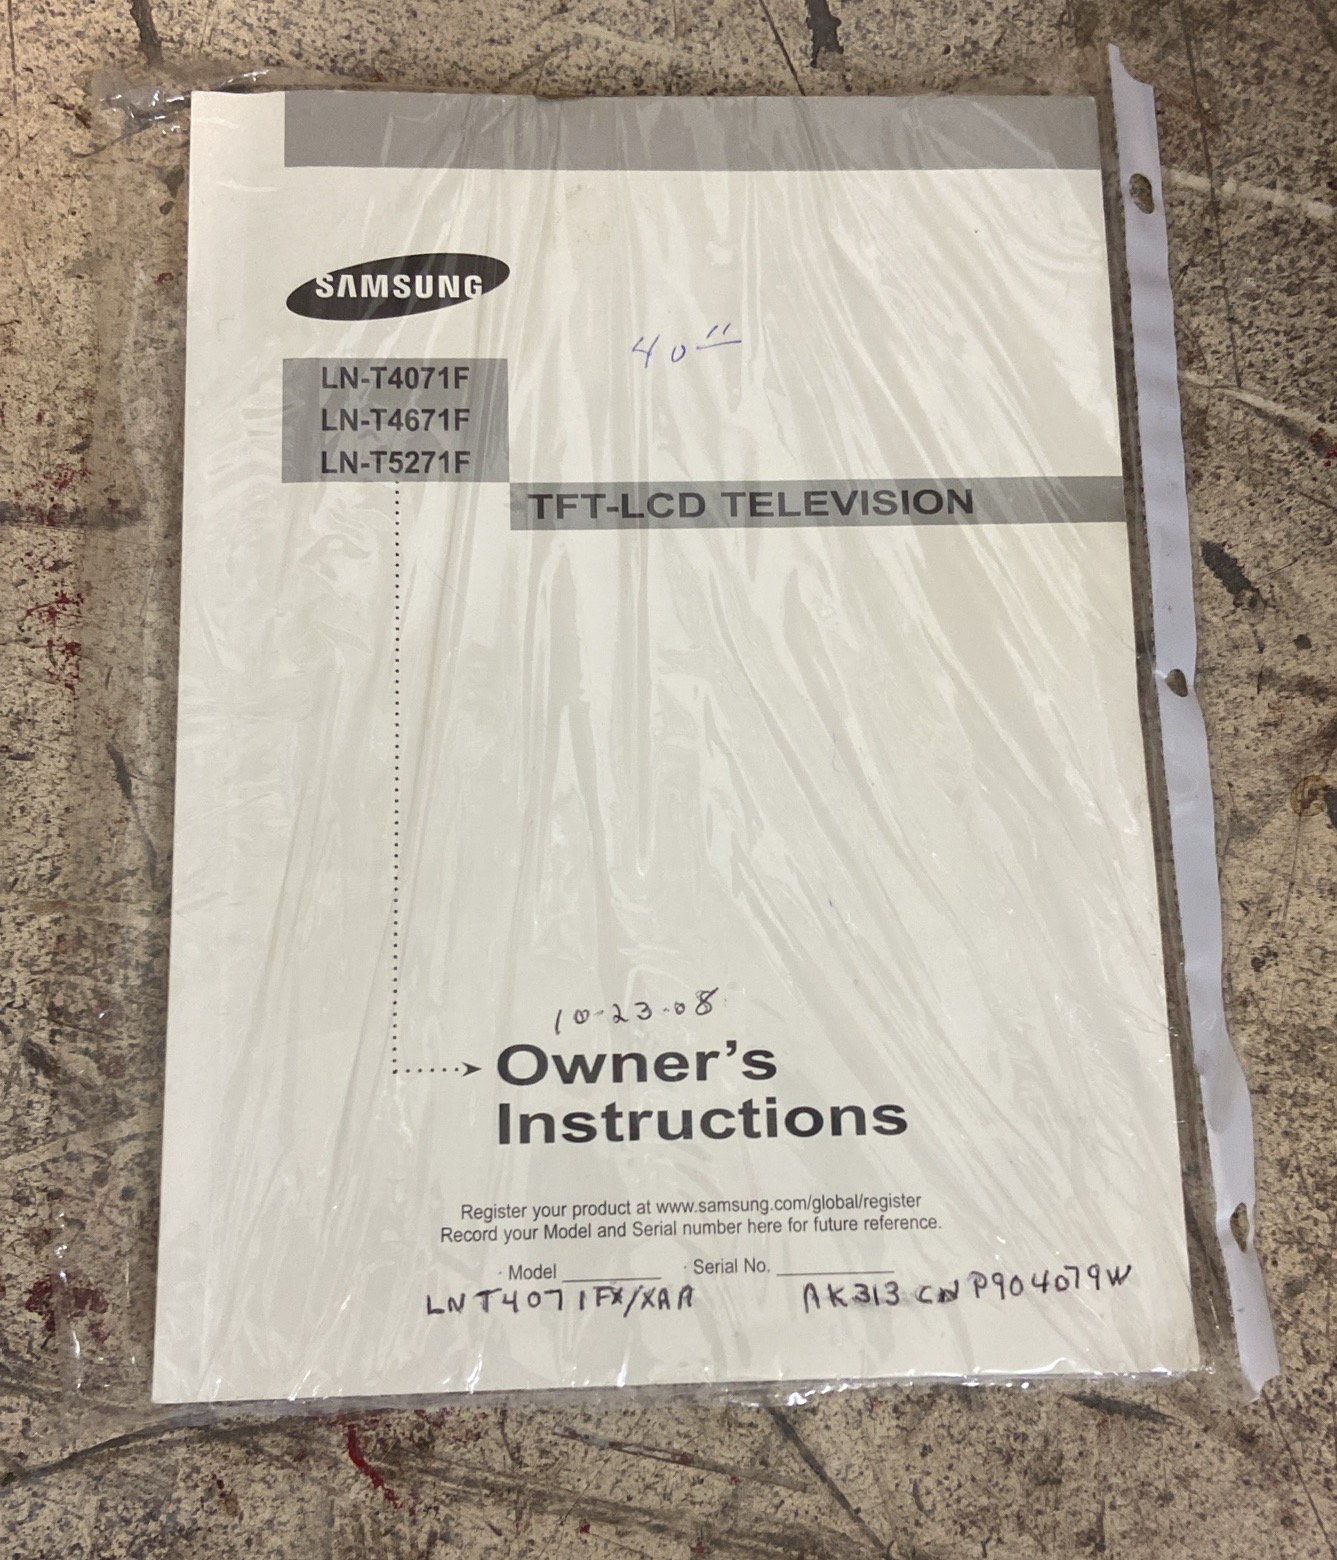 SAMSUNG
40"
LN-T4071F
LN-T4671F
LN-T5271F
TFT-LCD TELEVISION
10-23-08
Owner's
Instructions
Register your product at www.samsung.com/global/register
Record your Model and Serial number here for future reference.
· Model ________ · Serial No. ________
LNT4071FX/XAA AK313CNP904079W